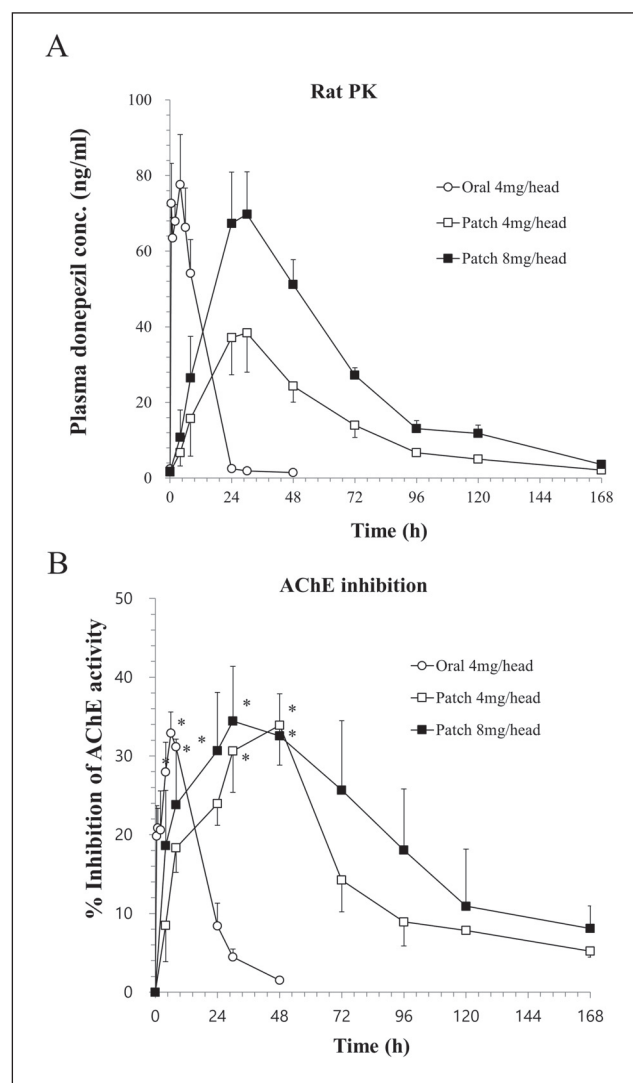 A
Rat PK
100
80
60
40
20
0
Plasma donepezil conc. (ng/ml)
Oral 4mg/head
Patch 4mg/head
Patch 8mg/head
0 24 48 72 96 120 144 168
Time (h)
B
AChE inhibition
50
40
30
20
10
0
% Inhibition of AChE activity
Oral 4mg/head
Patch 4mg/head
Patch 8mg/head
* * * * * * * *
0 24 48 72 96 120 144 168
Time (h)